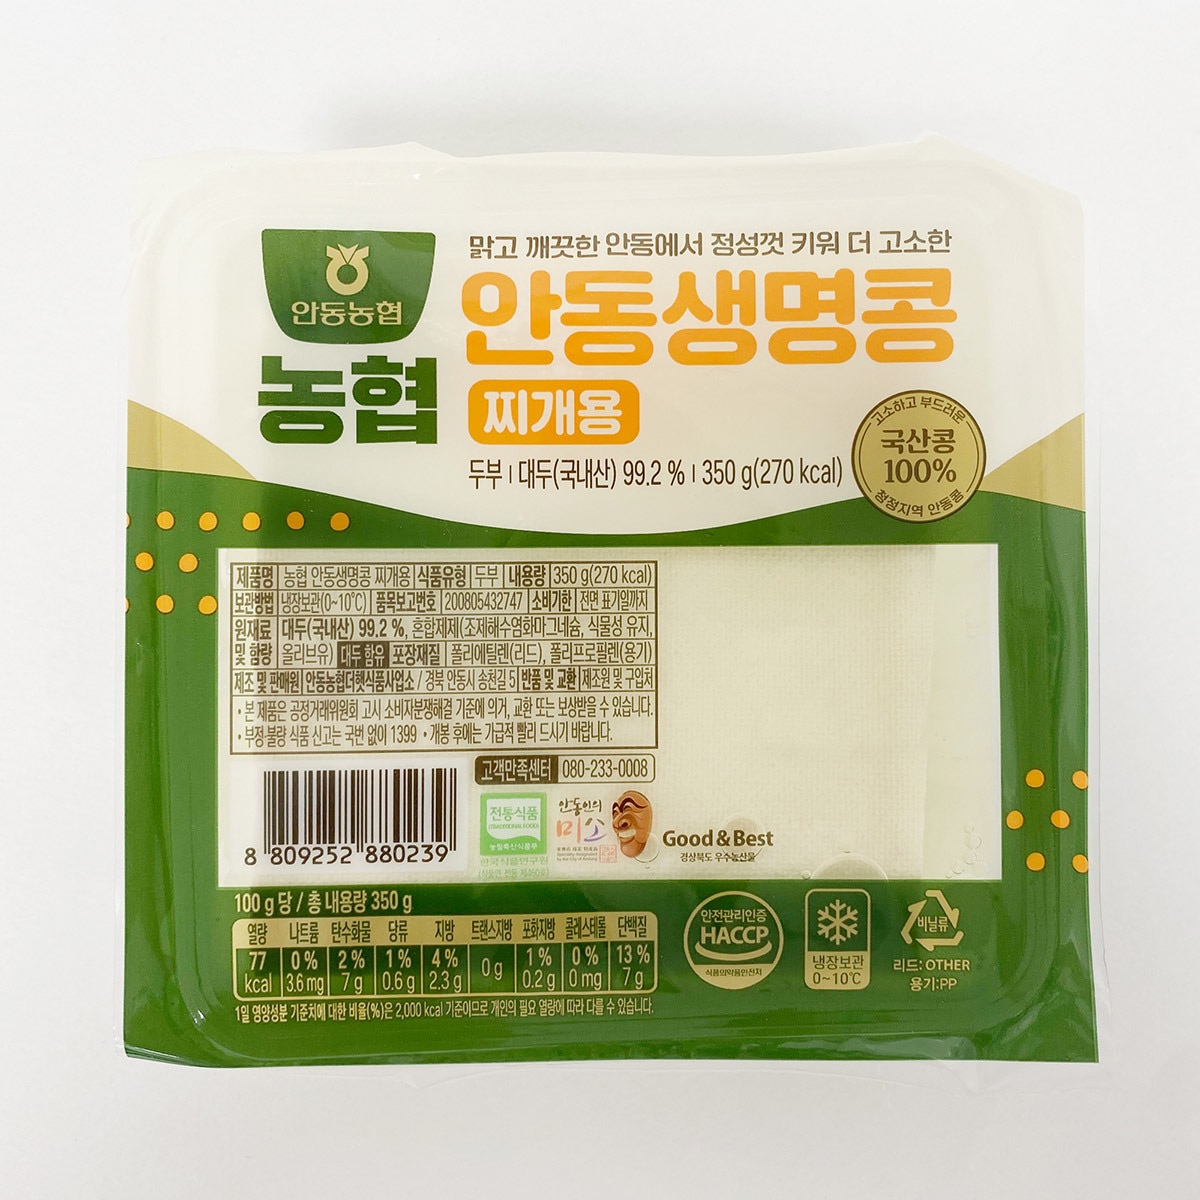 안동농협
농협
맑고 깨끗한 안동에서 정성껏 키워 더 고소한
안동생명콩
찌개용
두부 | 대두(국내산) 99.2 % | 350 g(270 kcal)
고소하고 부드러운
국산콩
100%
청정지역 안동콩
제품명 농협 안동생명콩 찌개용 식품유형 두부 내용량 350 g(270 kcal)
보관방법 냉장보관(0~10℃) 품목보고번호 200805432747 소비기한 전면 표기일까지
원재료 대두(국내산) 99.2 %, 혼합제제(조제해수염화마그네슘, 식물성 유지,
및 함량 올리브유) 대두 함유 포장재질 폴리에틸렌(리드), 폴리프로필렌(용기)
제조 및 판매원 안동농협더햇식품사업소 / 경북 안동시 송천길 5 반품 및 교환 제조원 및 구입처
• 본 제품은 공정거래위원회 고시 소비자분쟁해결 기준에 의거, 교환 또는 보상받을 수 있습니다.
• 부정·불량 식품 신고는 국번 없이 1399 • 개봉 후에는 가급적 빨리 드시기 바랍니다.
고객만족센터 080-233-0008
8 809252 880239
전통식품
(TRADITIONAL FOOD)
농림축산식품부
한국식품연구원
안동인의
미소
Good&Best
경상북도 우수농산물
100 g 당 / 총 내용량 350 g
열량 나트륨 탄수화물 당류 지방 트랜스지방 포화지방 콜레스테롤 단백질
77 0 % 2 % 1 % 4 % 0 g 1 % 0 % 13 %
kcal 3.6 mg 7 g 0.6 g 2.3 g 0.2 g 0 mg 7 g
1일 영양성분 기준치에 대한 비율(%)은 2,000 kcal 기준이므로 개인의 필요 열량에 따라 다를 수 있습니다.
안전관리인증
HACCP
식품의약품안전처
냉장보관
0~10℃
비닐류
리드: OTHER
용기:PP